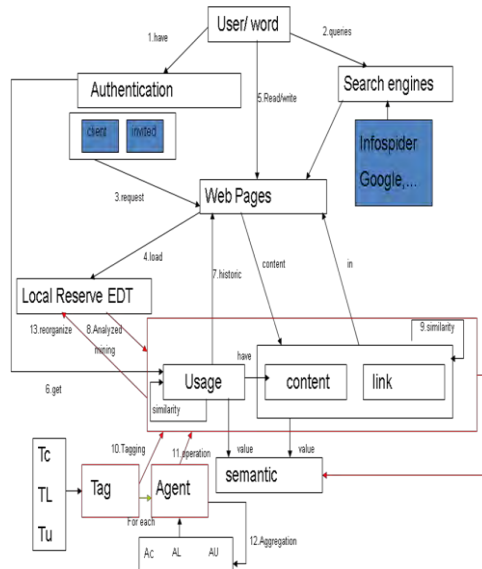 User/ word
1.have
2.queries
Authentication
5.Read/write
Search engines
client
invited
Infospider
Google,...
3.request
Web Pages
4.load
7.historic
content
in
Local Reserve EDT
13.reorganize
8.Analyzed
9.similarity
mining
6.get
Usage
have
content
link
similarity
10.Tagging
11.operation
value
value
Tc
TL
Tu
Tag
Agent
semantic
For each
12.Aggregation
Ac
AL
AU